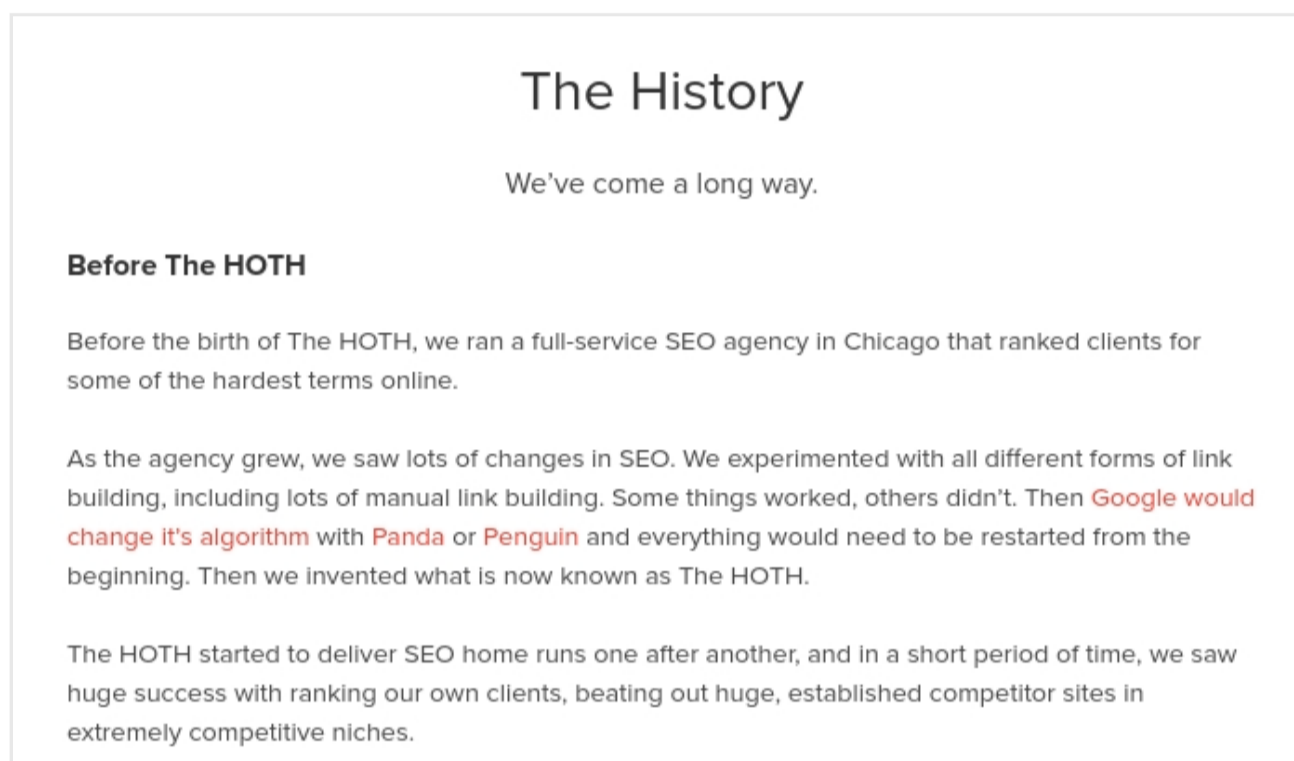 The History
We’ve come a long way.
Before The HOTH
Before the birth of The HOTH, we ran a full-service SEO agency in Chicago that ranked clients for
some of the hardest terms online.
As the agency grew, we saw lots of changes in SEO. We experimented with all different forms of link
building, including lots of manual link building. Some things worked, others didn’t. Then Google would
change it’s algorithm with Panda or Penguin and everything would need to be restarted from the
beginning. Then we invented what is now known as The HOTH.
The HOTH started to deliver SEO home runs one after another, and in a short period of time, we saw
huge success with ranking our own clients, beating out huge, established competitor sites in
extremely competitive niches.